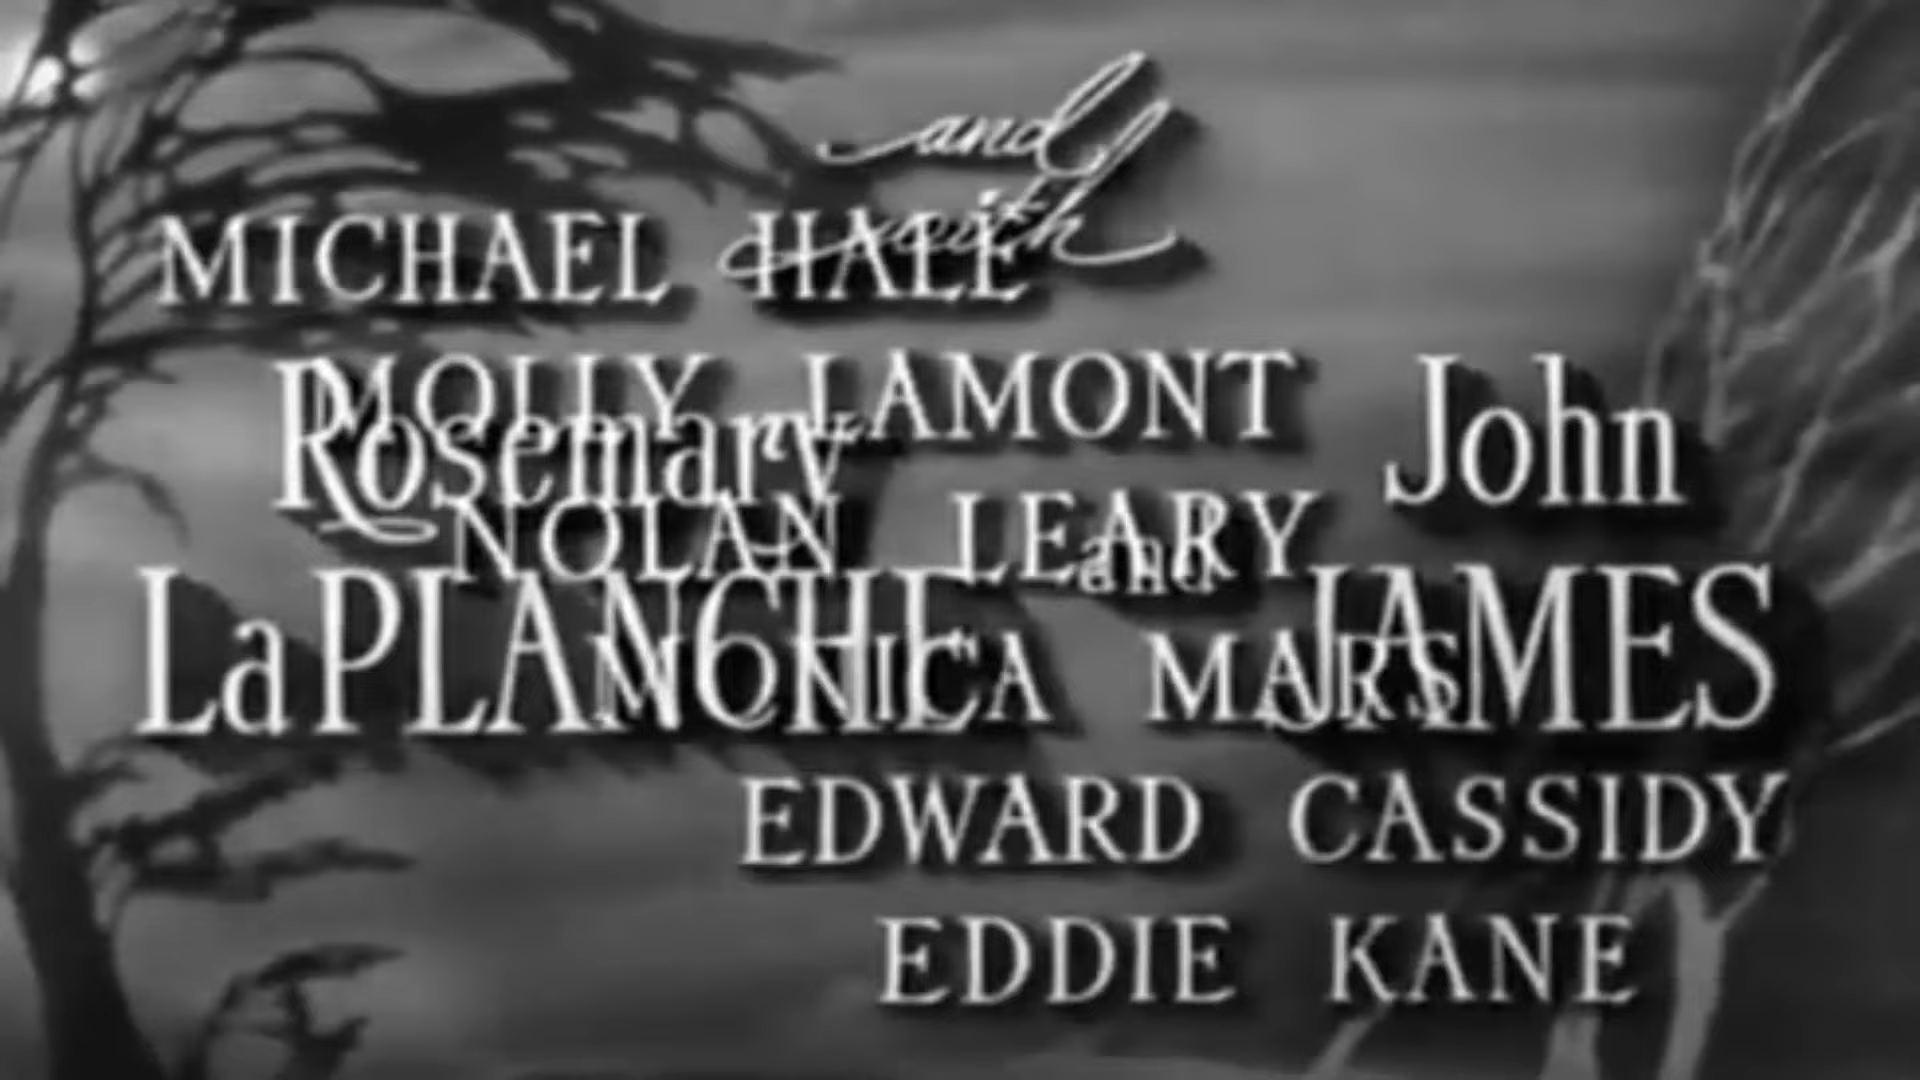 and
with
MICHAEL HALL
MOLLY LAMONT
Rosemary John
NOLAN LEARY
and
LaPLANCHE JAMES
MONICA MARS
EDWARD CASSIDY
EDDIE KANE